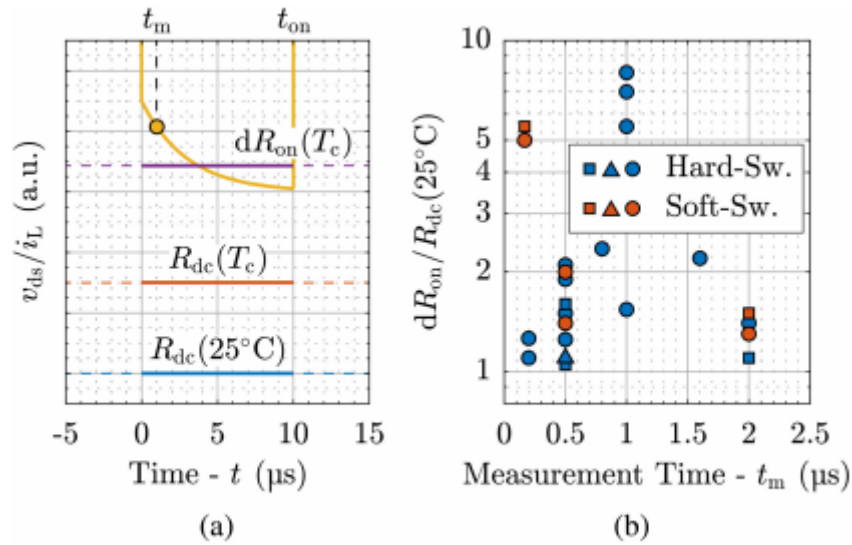 t_m t_on
dR_on(T_c)
R_dc(T_c)
R_dc(25°C)
v_ds/i_L (a.u.)
-5 0 5 10 15
Time - t (μs)
(a)
10
5
4
3
2
1
dR_on/R_dc(25°C)
Hard-Sw.
Soft-Sw.
0 0.5 1 1.5 2 2.5
Measurement Time - t_m (μs)
(b)